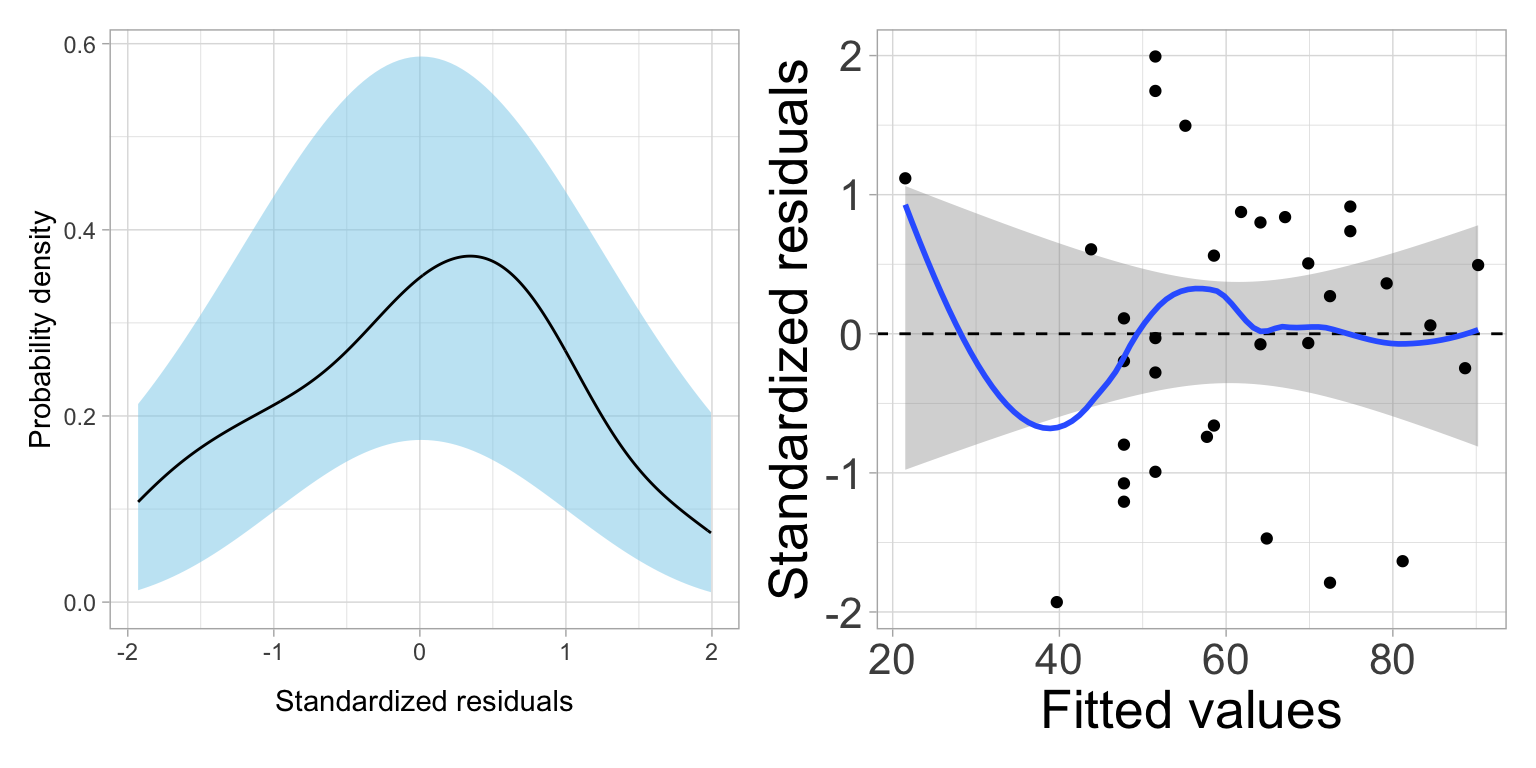 0.6
0.4
0.2
0.0
Probability density
-2 -1 0 1 2
Standardized residuals
2
1
0
-1
-2
Standardized residuals
20 40 60 80
Fitted values